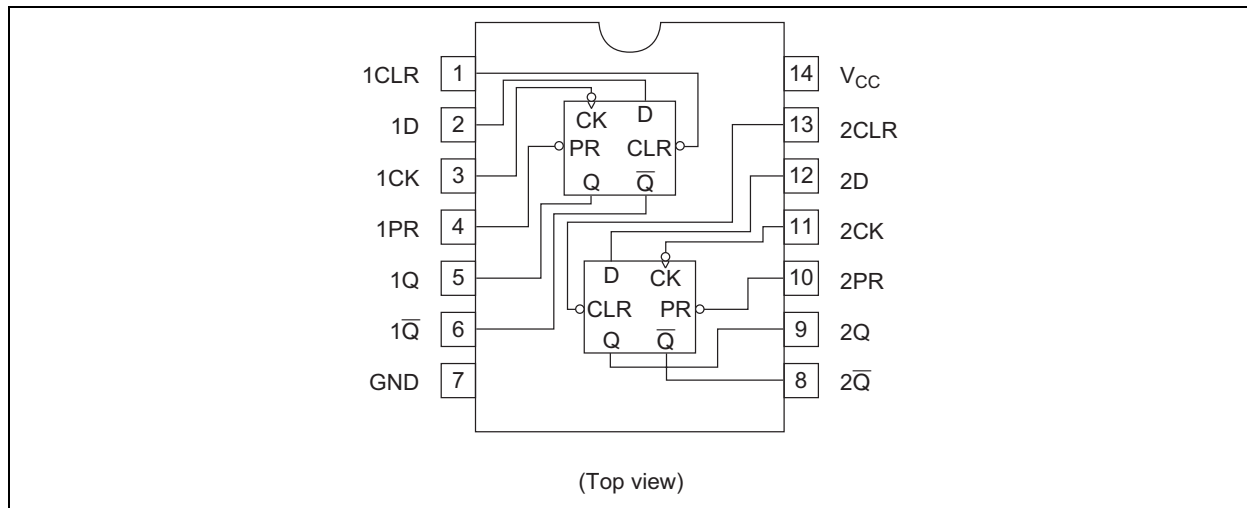 1CLR 1
1D 2
1CK 3
1PR 4
1Q 5
1Q̅ 6
GND 7
14 V_CC
13 2CLR
12 2D
11 2CK
10 2PR
9 2Q
8 2Q̅
CK D
PR CLR
Q Q̅
D CK
CLR PR
Q Q̅
(Top view)